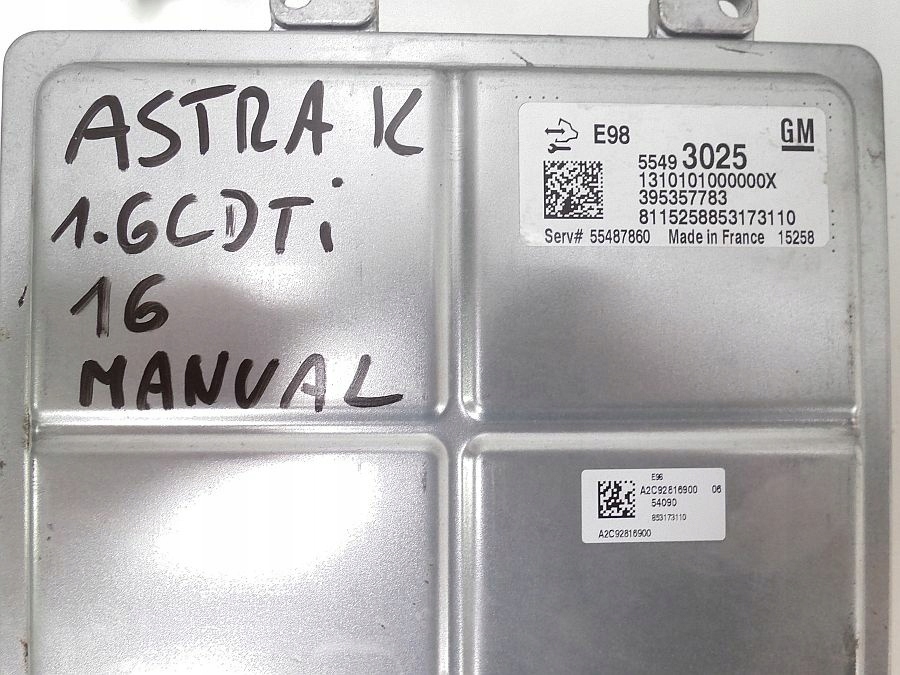 ASTRA K
1.6CDTi
16
MANUAL
E98
GM
5549 3025
1310101000000X
395357783
8115258853173110
Serv# 55487860 Made in France 15258
E98
A2C92816900 06
54090
853173110
A2C92816900